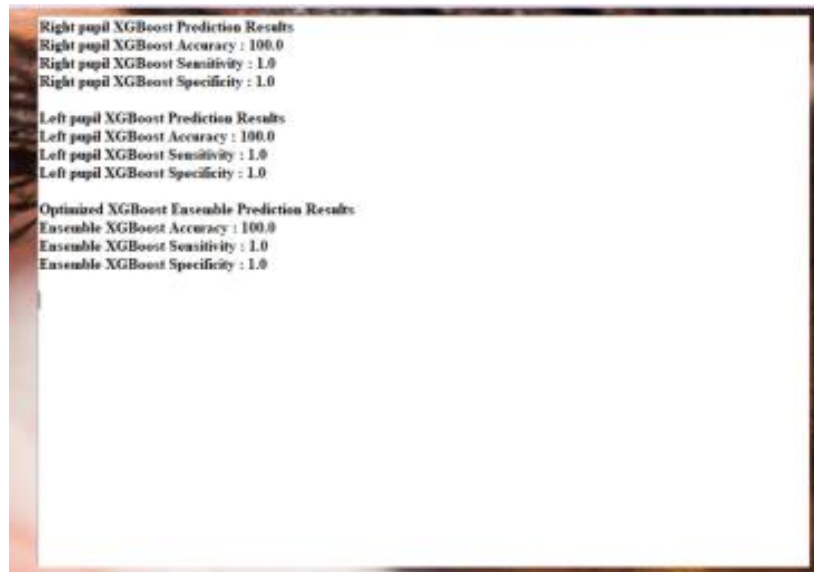 Right pupil XGBoost Prediction Results
Right pupil XGBoost Accuracy : 100.0
Right pupil XGBoost Sensitivity : 1.0
Right pupil XGBoost Specificity : 1.0
Left pupil XGBoost Prediction Results
Left pupil XGBoost Accuracy : 100.0
Left pupil XGBoost Sensitivity : 1.0
Left pupil XGBoost Specificity : 1.0
Optimized XGBoost Ensemble Prediction Results
Ensemble XGBoost Accuracy : 100.0
Ensemble XGBoost Sensitivity : 1.0
Ensemble XGBoost Specificity : 1.0